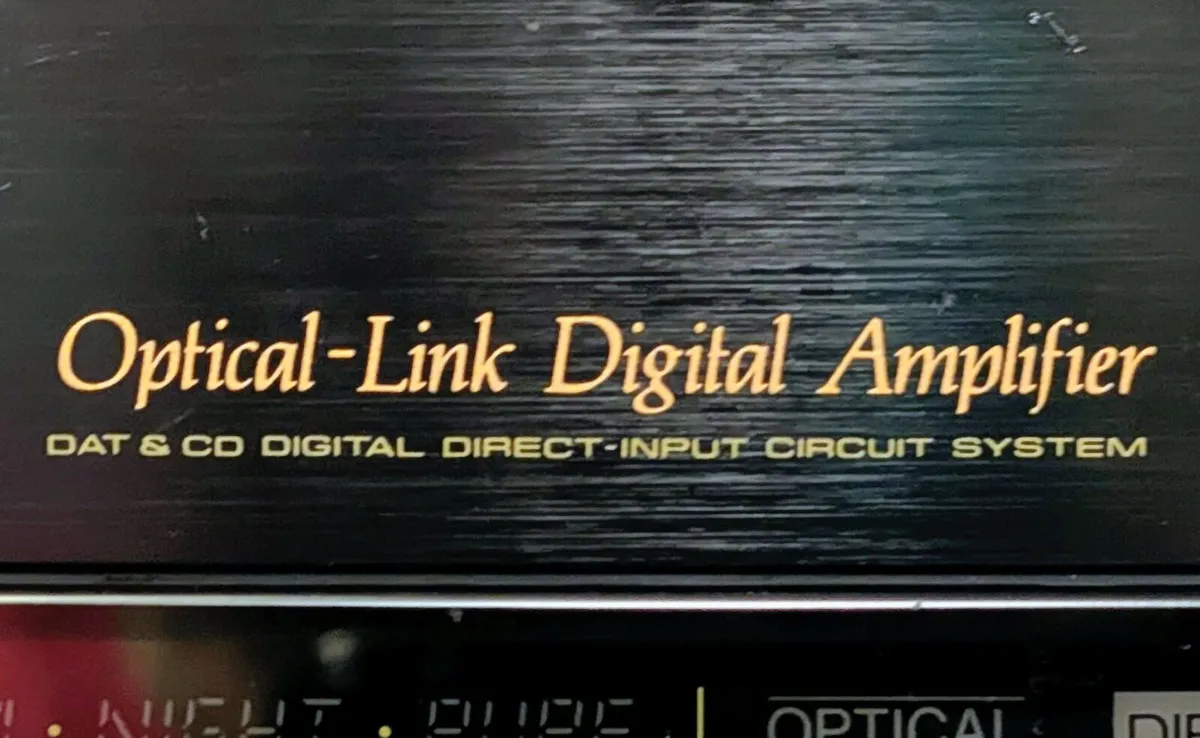 Optical-Link Digital Amplifier
DAT & CD DIGITAL DIRECT-INPUT CIRCUIT SYSTEM
OPTICAL